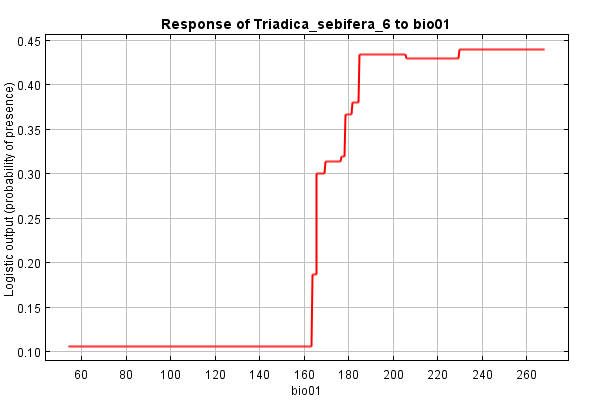 Response of Triadica_sebifera_6 to bio01
Logistic output (probability of presence)
0.45
0.40
0.35
0.30
0.25
0.20
0.15
0.10
60 80 100 120 140 160 180 200 220 240 260
bio01